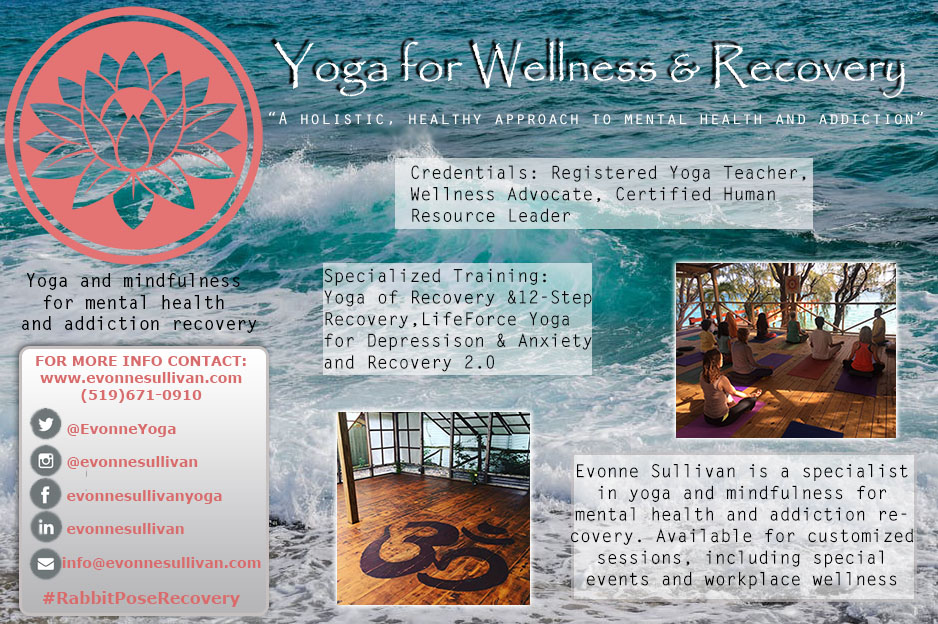 Yoga for Wellness & Recovery
“A holistic, healthy approach to mental health and addiction”
Credentials: Registered Yoga Teacher,
Wellness Advocate, Certified Human
Resource Leader
Yoga and mindfulness
for mental health
and addiction recovery
Specialized Training:
Yoga of Recovery &12-Step
Recovery,LifeForce Yoga
for Depressison & Anxiety
and Recovery 2.0
FOR MORE INFO CONTACT:
www.evonnesullivan.com
(519)671-0910
@EvonneYoga
@evonnesullivan
evonnesullivanyoga
evonnesullivan
info@evonnesullivan.com
#RabbitPoseRecovery
Evonne Sullivan is a specialist
in yoga and mindfulness for
mental health and addiction re-
covery. Available for customized
sessions, including special
events and workplace wellness
ॐ